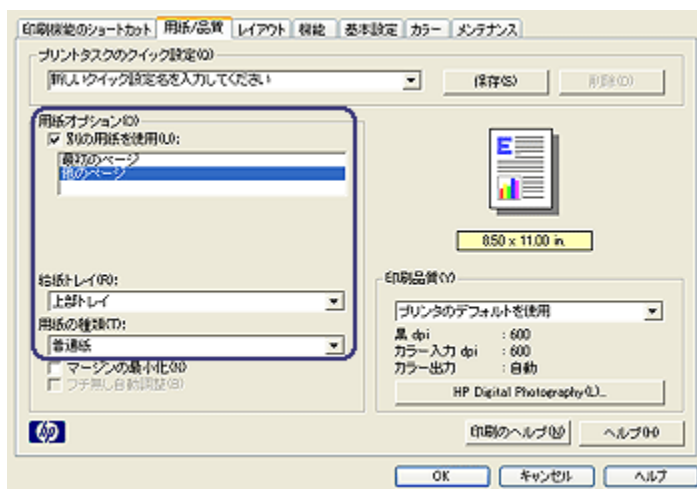 印刷機能のショートカット 用紙/品質 レイアウト 機能 基本設定 カラー メンテナンス
プリントタスクのクイック設定(Q)
新しいクイック設定名を入力してください 保存(S) 削除(D)
用紙オプション(O)
別の用紙を使用(U):
最初のページ
他のページ
E
8.50 x 11.00 in.
給紙トレイ(R):
上部トレイ
用紙の種類(T):
普通紙
マージンの最小化(N)
フチ無し自動調整(B)
印刷品質(Y)
プリンタのデフォルトを使用
黒 dpi : 600
カラー入力 dpi : 600
カラー出力 : 自動
HP Digital Photography(L)...
hp
印刷のヘルプ(W) ヘルプ(H)
OK キャンセル ヘルプ